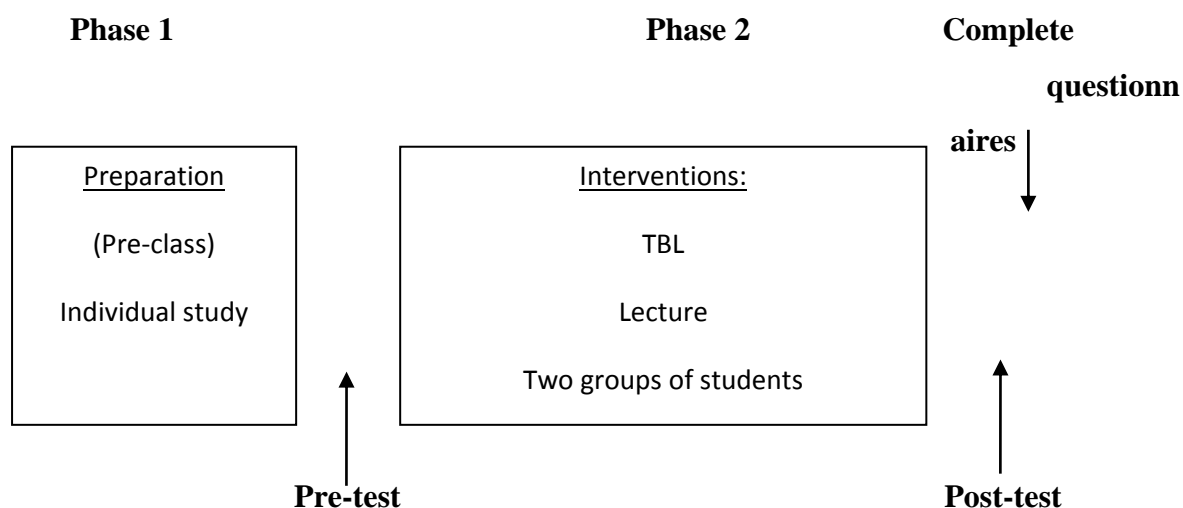 Phase 1 Phase 2 Complete
questionn
aires
Preparation
(Pre-class)
Individual study
Interventions:
TBL
Lecture
Two groups of students
Pre-test Post-test